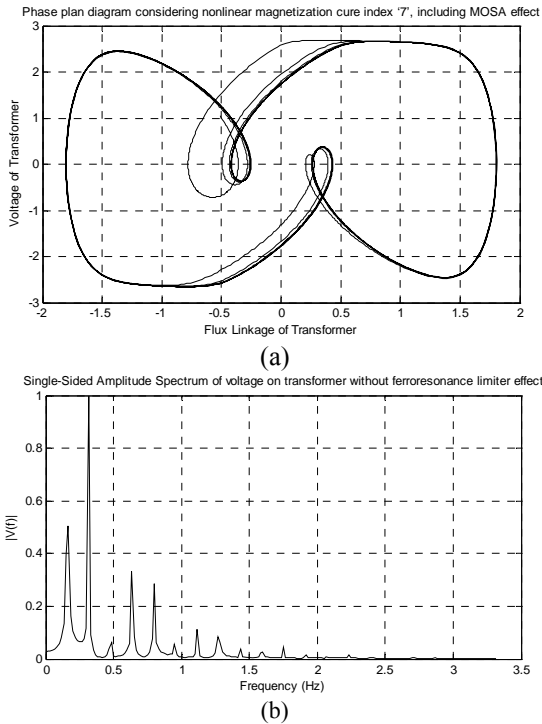 Phase plan diagram considering nonlinear magnetization cure index ‘7’, including MOSA effect
3
2
1
0
-1
-2
-3
Voltage of Transformer
-2 -1.5 -1 -0.5 0 0.5 1 1.5 2
Flux Linkage of Transformer
(a)
Single-Sided Amplitude Spectrum of voltage on transformer without ferroresonance limiter effect
1
0.8
0.6
0.4
0.2
0
|V(f)|
0 0.5 1 1.5 2 2.5 3 3.5
Frequency (Hz)
(b)